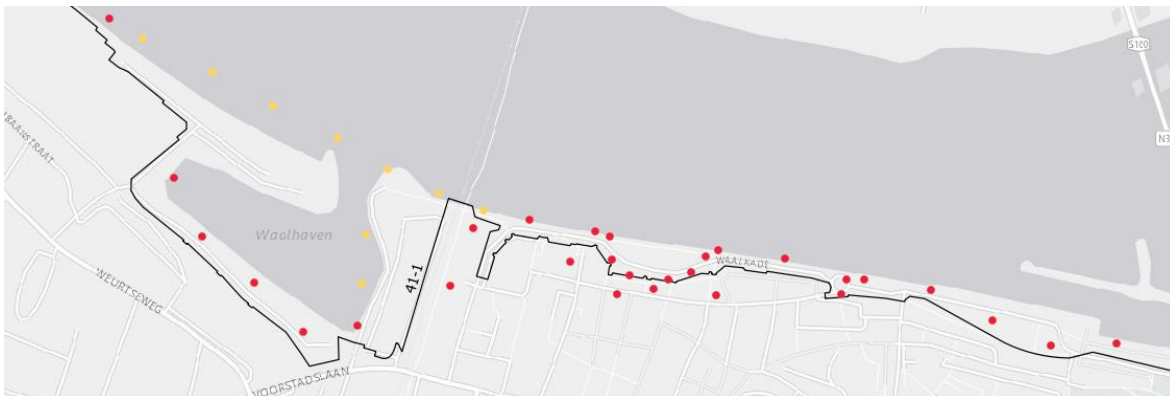 S100
N3
Waalhaven
WEURTSEWEG
41-1
WAALKADE
VOORSTADSLAAN